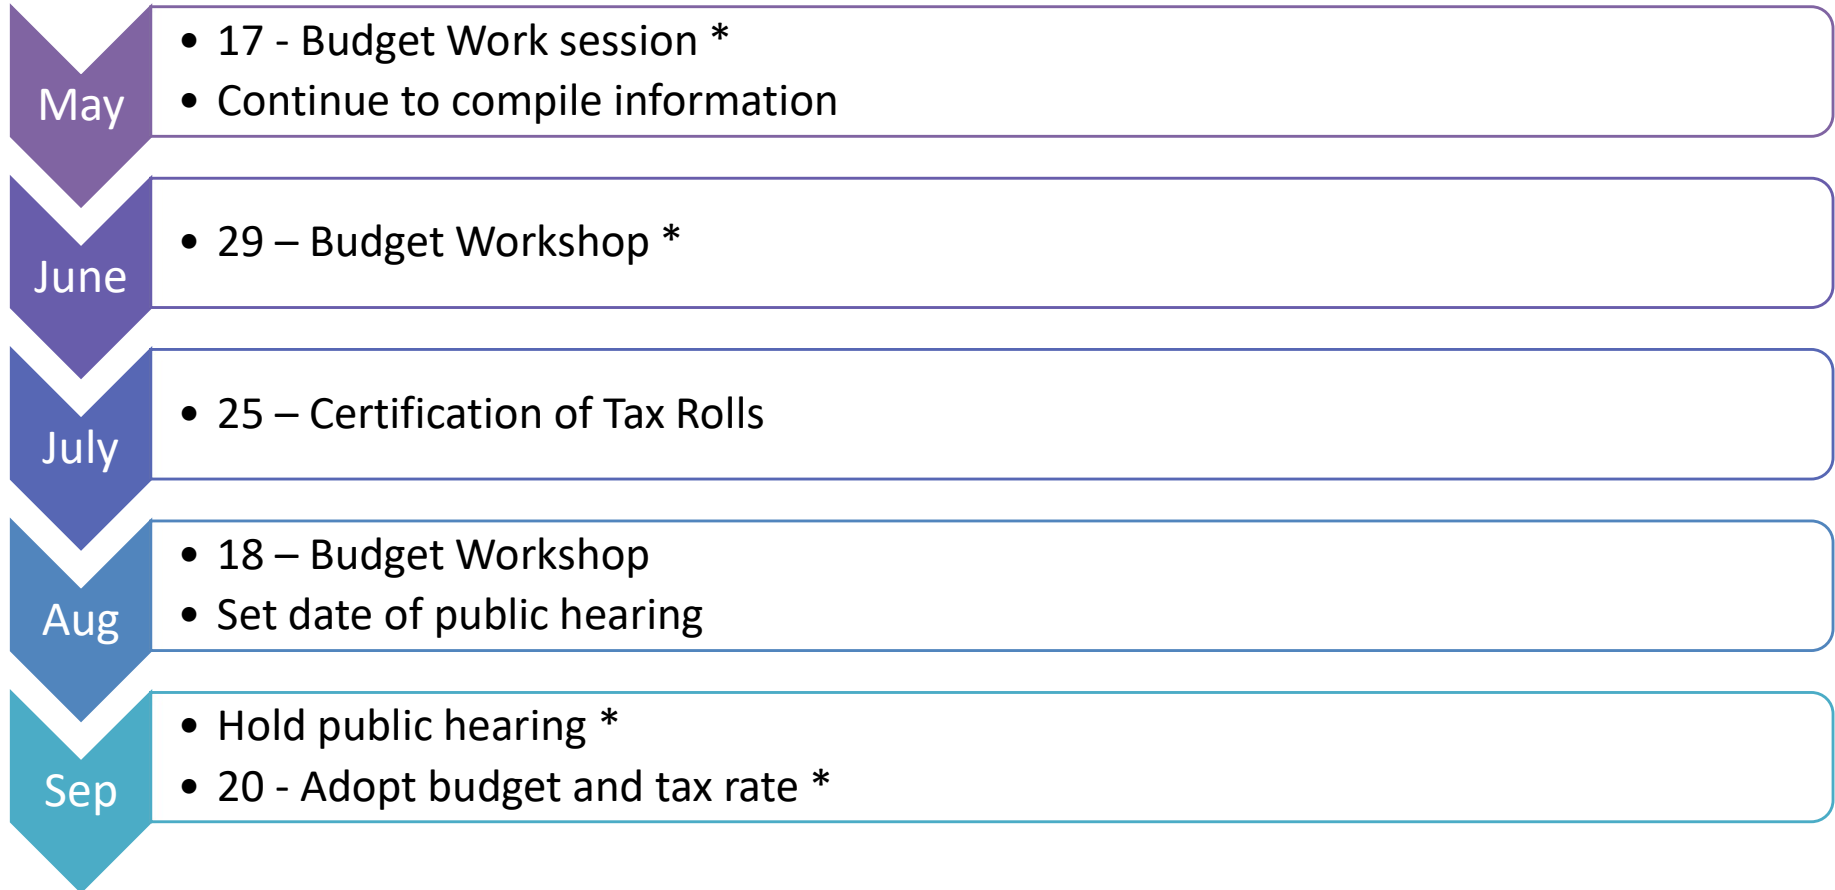 May
• 17 - Budget Work session *
• Continue to compile information
June
• 29 – Budget Workshop *
July
• 25 – Certification of Tax Rolls
Aug
• 18 – Budget Workshop
• Set date of public hearing
Sep
• Hold public hearing *
• 20 - Adopt budget and tax rate *